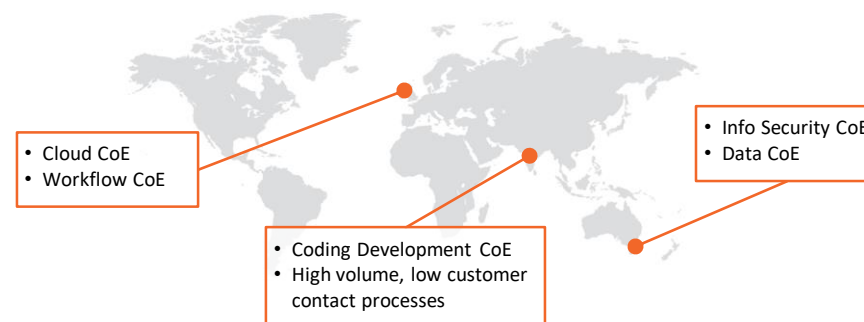 • Cloud CoE
• Workflow CoE
• Coding Development CoE
• High volume, low customer
contact processes
• Info Security CoE
• Data CoE